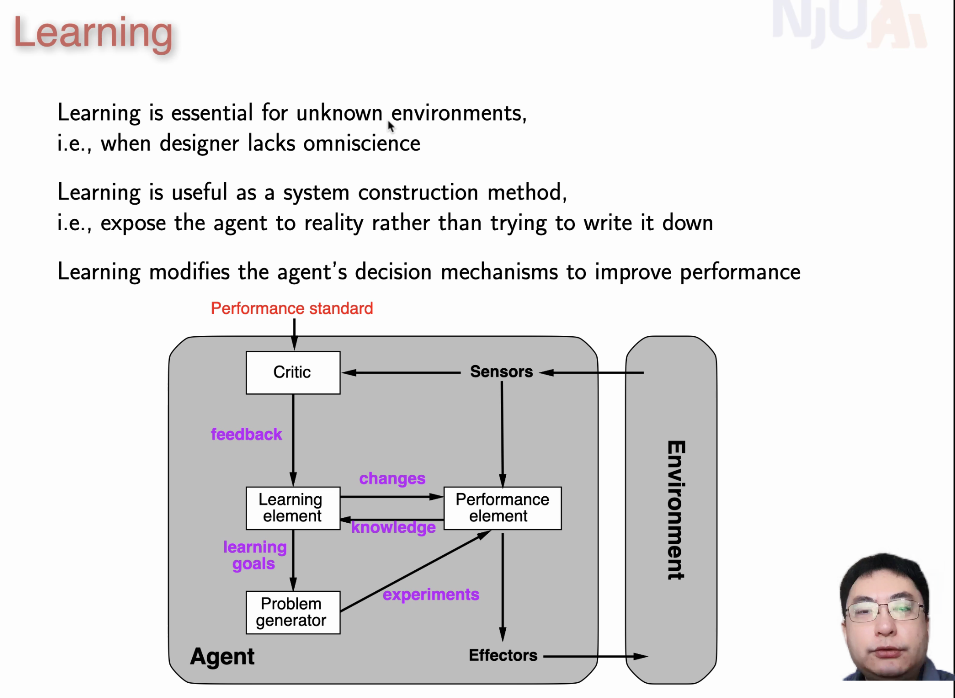 Learning
NJUAI
Learning is essential for unknown environments,
i.e., when designer lacks omniscience
Learning is useful as a system construction method,
i.e., expose the agent to reality rather than trying to write it down
Learning modifies the agent's decision mechanisms to improve performance
Performance standard
Critic
Sensors
feedback
changes
Learning
element
Performance
element
knowledge
learning
goals
experiments
Problem
generator
Agent
Effectors
Environment